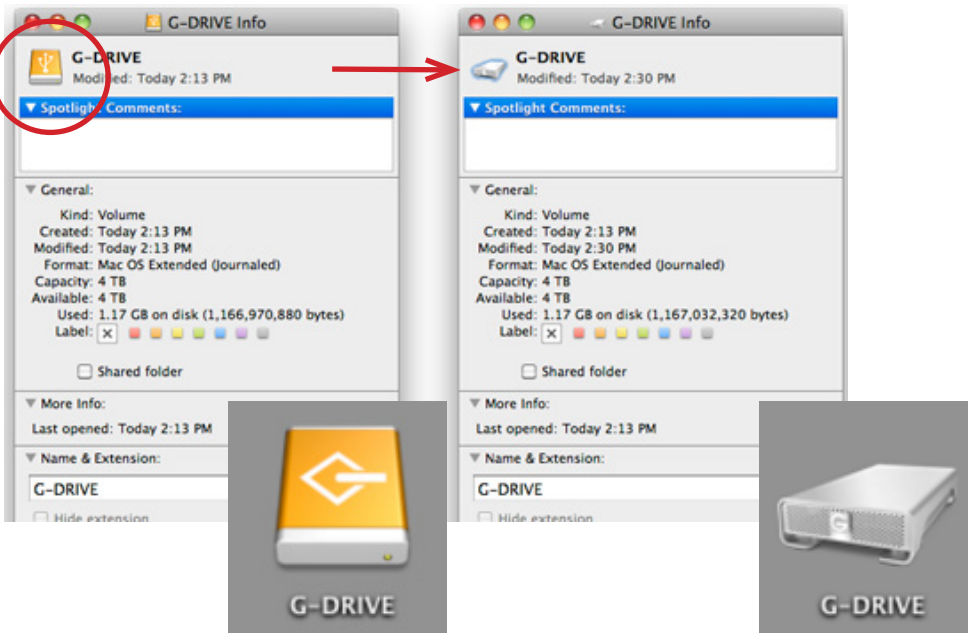 G-DRIVE Info
G-DRIVE
Modified: Today 2:13 PM
Spotlight Comments:
General:
Kind: Volume
Created: Today 2:13 PM
Modified: Today 2:13 PM
Format: Mac OS Extended (Journaled)
Capacity: 4 TB
Available: 4 TB
Used: 1.17 GB on disk (1,166,970,880 bytes)
Label:
Shared folder
More Info:
Last opened: Today 2:13 PM
Name & Extension:
G-DRIVE
Hide extension
G-DRIVE
G-DRIVE Info
G-DRIVE
Modified: Today 2:30 PM
Spotlight Comments:
General:
Kind: Volume
Created: Today 2:13 PM
Modified: Today 2:30 PM
Format: Mac OS Extended (Journaled)
Capacity: 4 TB
Available: 4 TB
Used: 1.17 GB on disk (1,167,032,320 bytes)
Label:
Shared folder
More Info:
Last opened: Today 2:13 PM
Name & Extension:
G-DRIVE
Hide extension
G
G-DRIVE